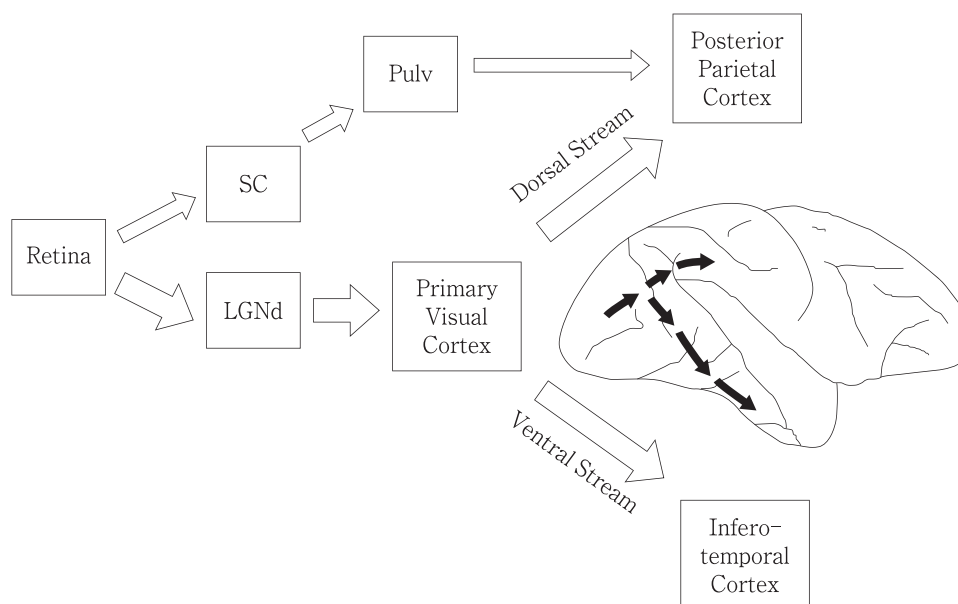 Pulv
Posterior
Parietal
Cortex
SC
Dorsal Stream
Retina
LGNd
Primary
Visual
Cortex
Ventral Stream
Infero-
temporal
Cortex